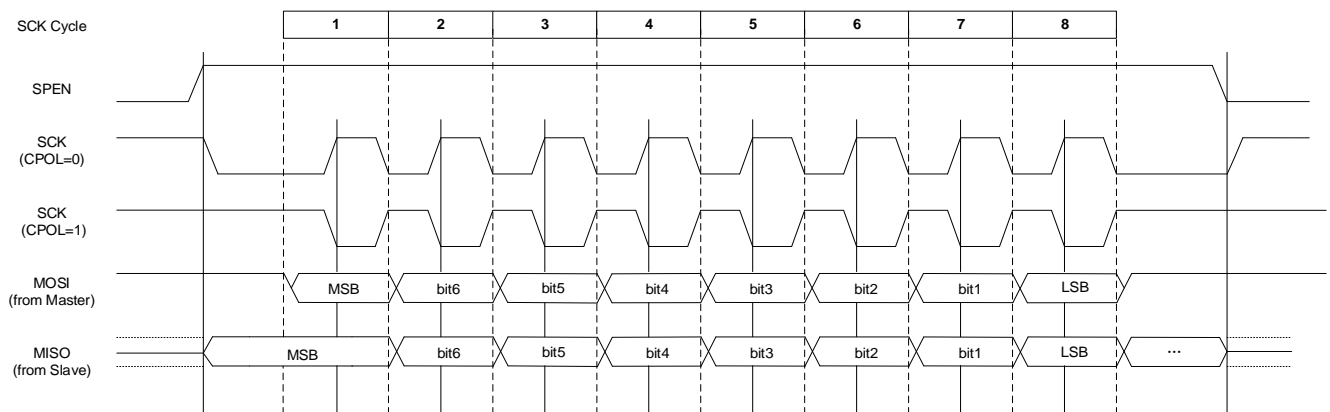 SCK Cycle 1 2 3 4 5 6 7 8
SPEN
SCK
(CPOL=0)
SCK
(CPOL=1)
MOSI
(from Master)
MSB bit6 bit5 bit4 bit3 bit2 bit1 LSB
MISO
(from Slave)
MSB bit6 bit5 bit4 bit3 bit2 bit1 LSB ...